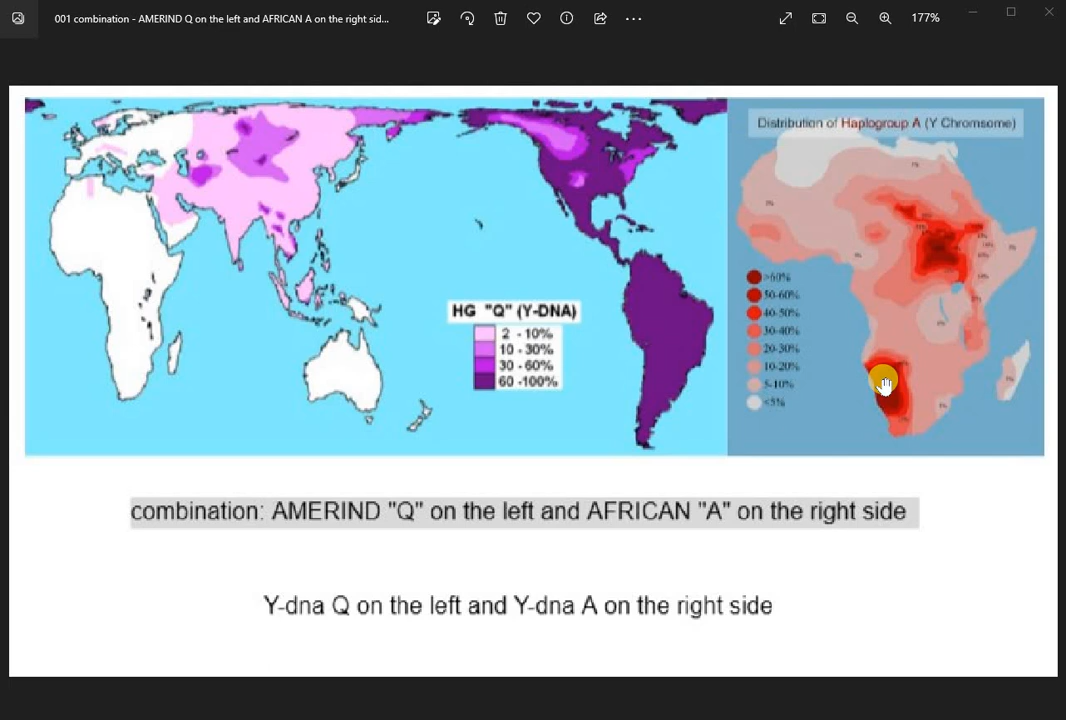 001 combination - AMERIND Q on the left and AFRICAN A on the right sid...
177%
Distribution of Haplogroup A (Y Chromsome)
HG "Q" (Y-DNA)
2 - 10%
10 - 30%
30 - 60%
60 -100%
>60%
50-60%
40-50%
30-40%
20-30%
10-20%
5-10%
<5%
combination: AMERIND "Q" on the left and AFRICAN "A" on the right side
Y-dna Q on the left and Y-dna A on the right side